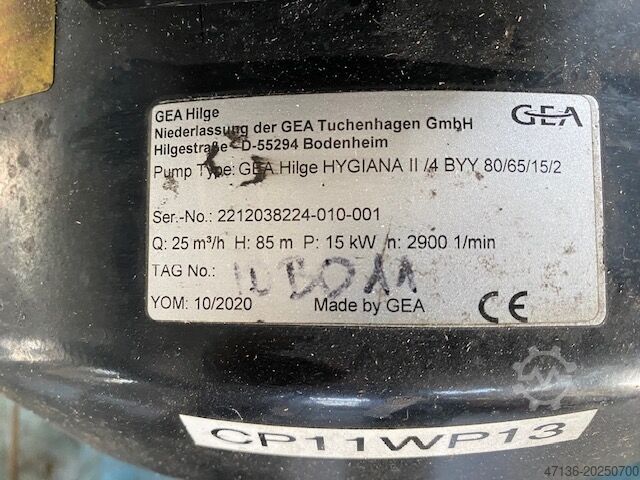 GEA Hilge
GEA
Niederlassung der GEA Tuchenhagen GmbH
Hilgestraße - D-55294 Bodenheim
Pump Type: GEA Hilge HYGIANA II /4 BYY 80/65/15/2
Ser.-No.: 2212038224-010-001
Q: 25 m³/h H: 85 m P: 15 kW n: 2900 1/min
TAG No.:
YOM: 10/2020 Made by GEA CE
CP11WP13
47136-20250700